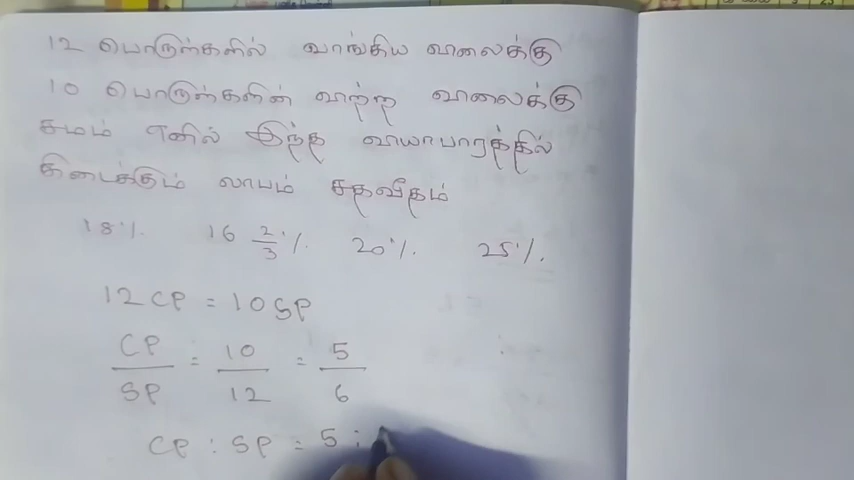 12 பொருள்களில் வாங்கிய விலைக்கு
10 பொருள்களின் விற்ற விலைக்கு
சமம் எனில் இந்த வியாபாரத்தில்
கிடைக்கும் லாபம் சதவீதம்
18% 16 2/3 % 20% 25%
12 CP = 10 SP
CP/SP = 10/12 = 5/6
CP : SP = 5 :